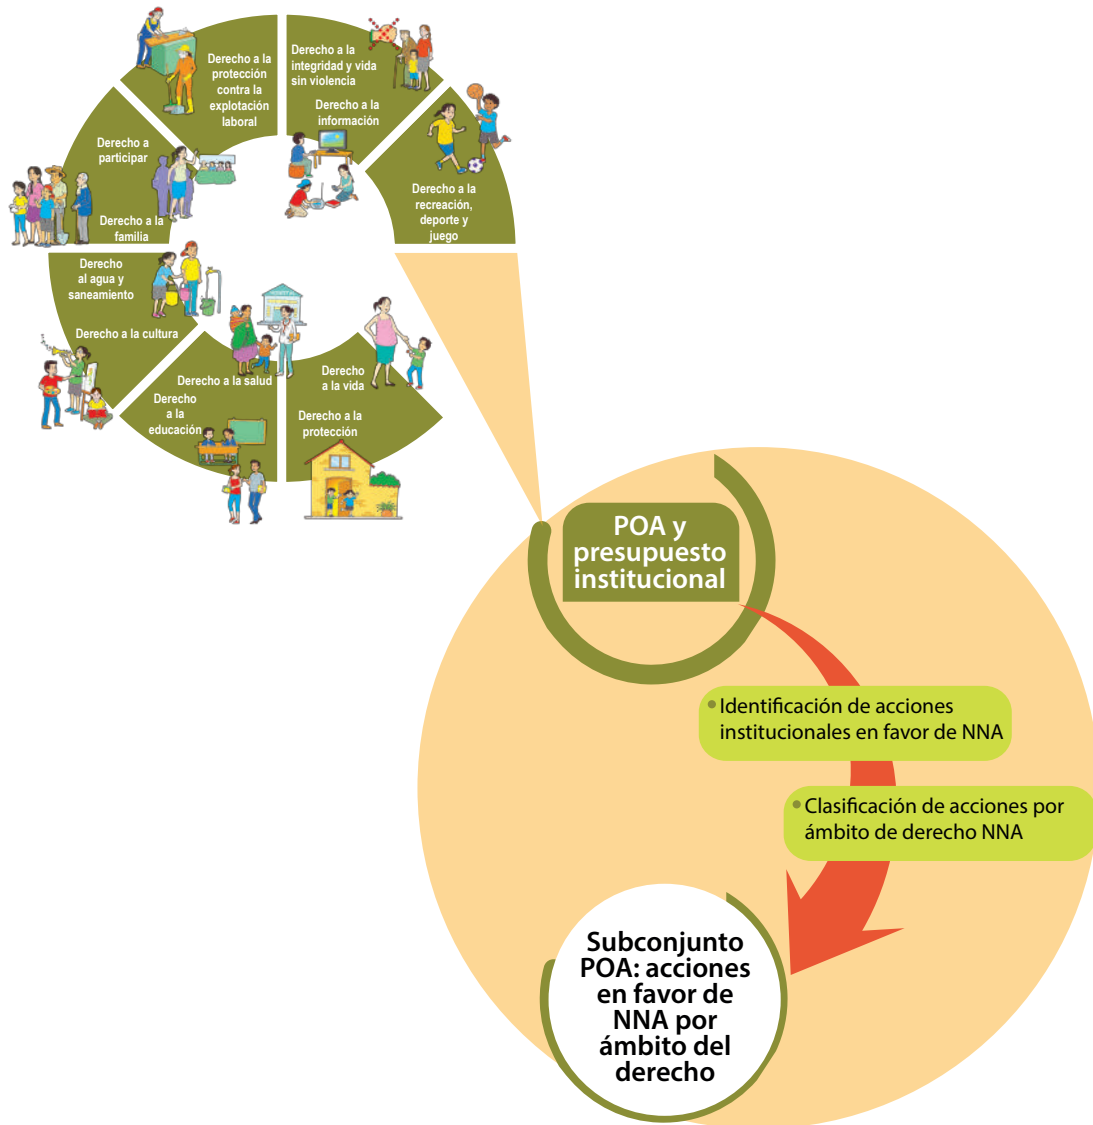 Derecho a la
protección
contra la
explotación
laboral
Derecho a la
integridad y vida
sin violencia
Derecho a la
información
Derecho a
participar
Derecho a la
familia
Derecho a la
recreación,
deporte y
juego
Derecho
al agua y
saneamiento
Derecho a la cultura
Derecho a la salud
Derecho
a la
educación
Derecho
a la vida
Derecho a la
protección
POA y
presupuesto
institucional
• Identificación de acciones
institucionales en favor de NNA
• Clasificación de acciones por
ámbito de derecho NNA
Subconjunto
POA: acciones
en favor de
NNA por
ámbito del
derecho